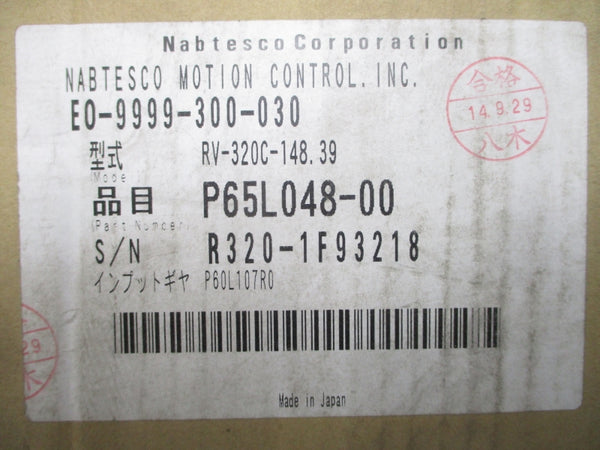 Nabtesco Corporation
NABTESCO MOTION CONTROL.INC.
EO-9999-300-030
合格
14.9.29
八木
型式 RV-320C-148.39
(Model)
品目 P65L048-00
(Part Number)
S/N R320-1F93218
インプットギヤ P60L107R0
Made in Japan